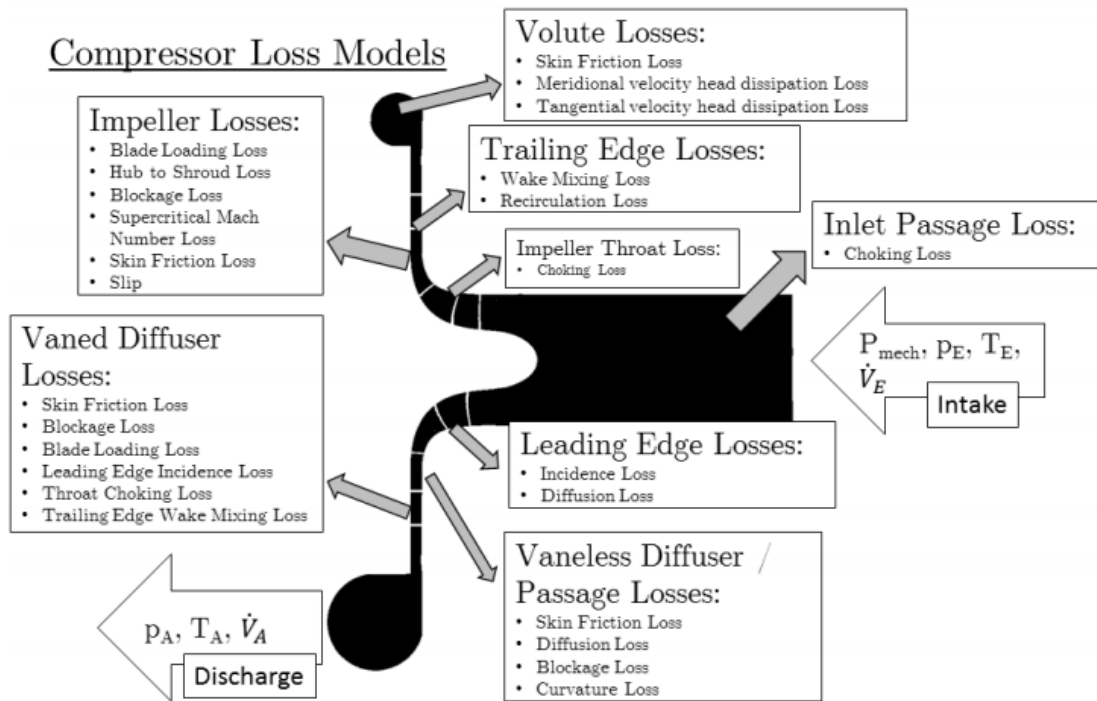 Compressor Loss Models
Volute Losses:
• Skin Friction Loss
• Meridional velocity head dissipation Loss
• Tangential velocity head dissipation Loss
Impeller Losses:
• Blade Loading Loss
• Hub to Shroud Loss
• Blockage Loss
• Supercritical Mach
Number Loss
• Skin Friction Loss
• Slip
Trailing Edge Losses:
• Wake Mixing Loss
• Recirculation Loss
Inlet Passage Loss:
• Choking Loss
Impeller Throat Loss:
• Choking Loss
Vaned Diffuser
Losses:
• Skin Friction Loss
• Blockage Loss
• Blade Loading Loss
• Leading Edge Incidence Loss
• Throat Choking Loss
• Trailing Edge Wake Mixing Loss
P_mech, p_E, T_E,
V̇_E
Intake
Leading Edge Losses:
• Incidence Loss
• Diffusion Loss
Vaneless Diffuser /
Passage Losses:
• Skin Friction Loss
• Diffusion Loss
• Blockage Loss
• Curvature Loss
p_A, T_A, V̇_A
Discharge